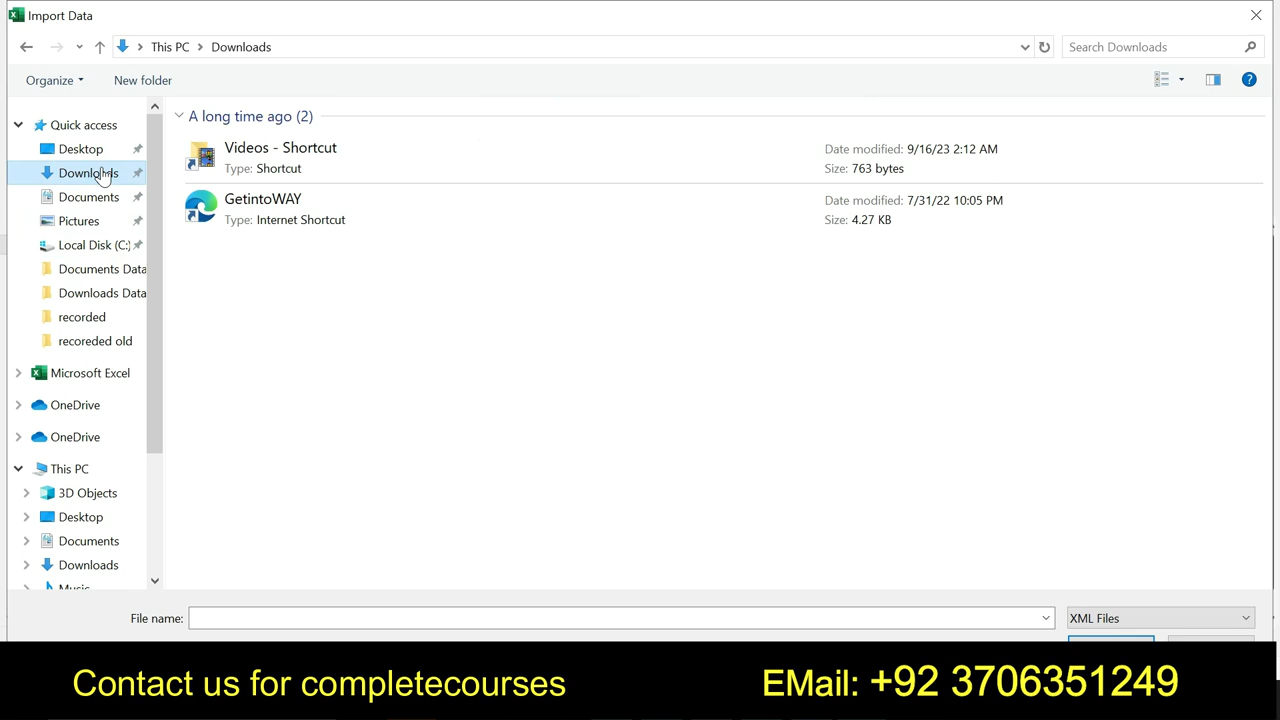 Import Data
This PC > Downloads
Search Downloads
Organize
New folder
Quick access
Desktop
Downloads
Documents
Pictures
Local Disk (C:)
Documents Data
Downloads Data
recorded
recoreded old
Microsoft Excel
OneDrive
OneDrive
This PC
3D Objects
Desktop
Documents
Downloads
Music
A long time ago (2)
Videos - Shortcut
Type: Shortcut
Date modified: 9/16/23 2:12 AM
Size: 763 bytes
GetintoWAY
Type: Internet Shortcut
Date modified: 7/31/22 10:05 PM
Size: 4.27 KB
File name:
XML Files
Contact us for completecourses
EMail: +92 3706351249